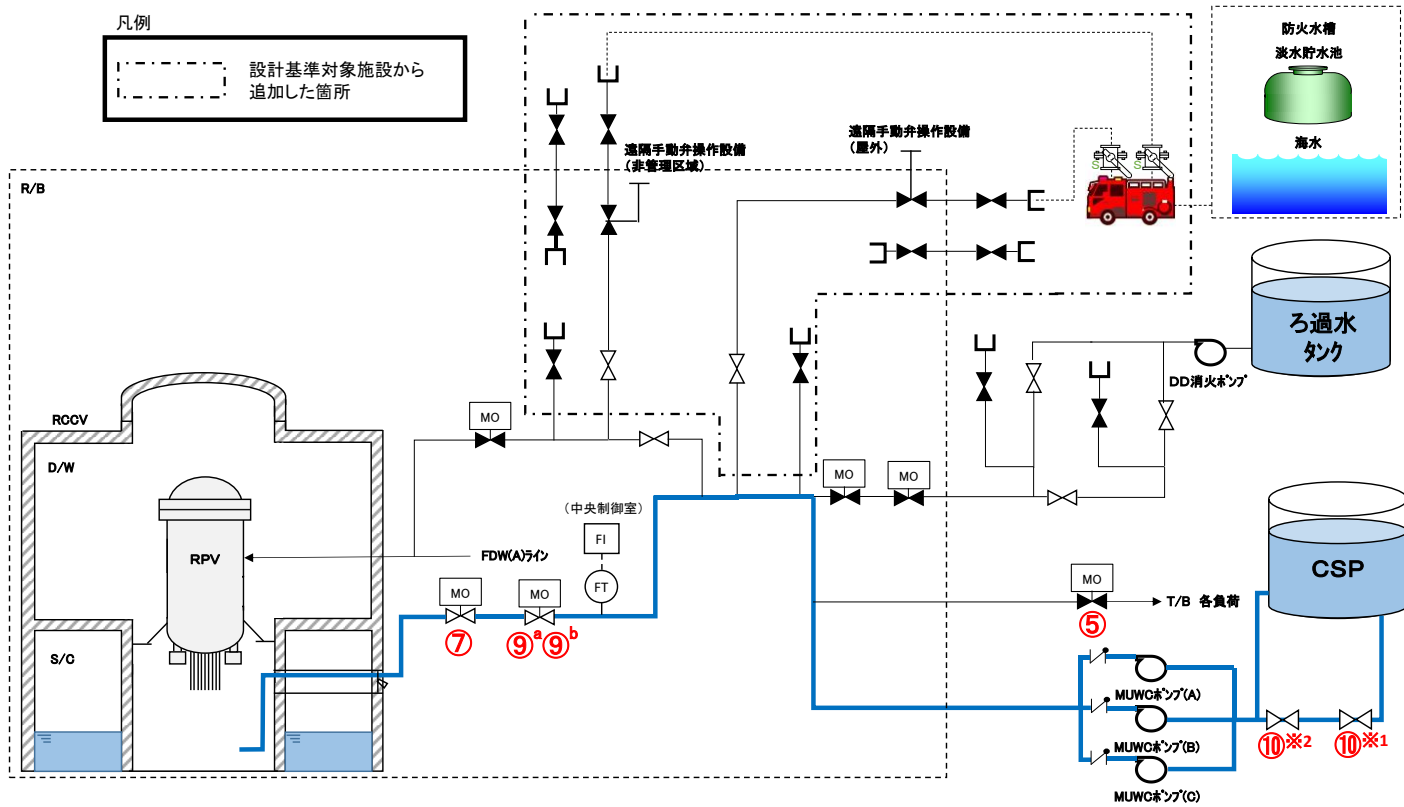 凡例
設計基準対象施設から
追加した箇所
防火水槽
淡水貯水池
海水
遠隔手動弁操作設備
(非管理区域)
遠隔手動弁操作設備
(屋外)
S
S
R/B
ろ過水
タンク
DD消火ポンプ
RCCV
MO
D/W
MO
MO
(中央制御室)
FI
RPV
FDW(A)ライン
FT
CSP
MO
MO
MO
T/B 各負荷
⑦
⑨a⑨b
⑤
S/C
MUWCポンプ(A)
MUWCポンプ(B)
⑩※2
⑩※1
MUWCポンプ(C)